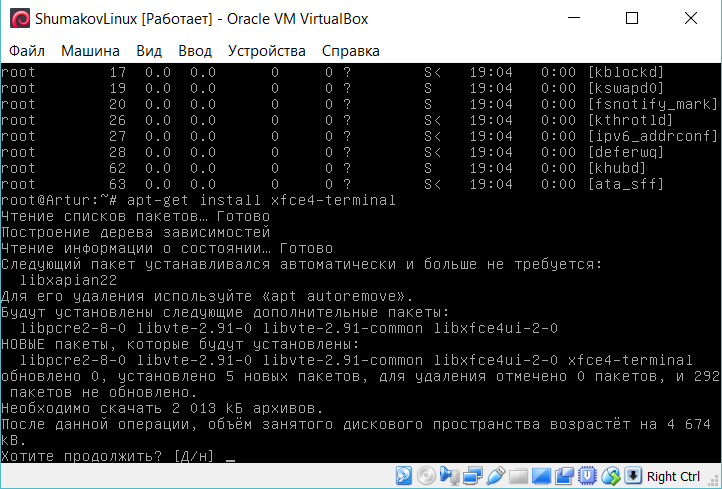 ShumakovLinux [Работает] - Oracle VM VirtualBox
Файл Машина Вид Ввод Устройства Справка
root 17 0.0 0.0 0 0 ? S< 19:04 0:00 [kblockd]
root 19 0.0 0.0 0 0 ? S 19:04 0:00 [kswapd0]
root 20 0.0 0.0 0 0 ? S 19:04 0:00 [fsnotify_mark]
root 26 0.0 0.0 0 0 ? S< 19:04 0:00 [kthrotld]
root 27 0.0 0.0 0 0 ? S< 19:04 0:00 [ipv6_addrconf]
root 28 0.0 0.0 0 0 ? S< 19:04 0:00 [deferwq]
root 62 0.0 0.0 0 0 ? S 19:04 0:00 [khubd]
root 63 0.0 0.0 0 0 ? S< 19:04 0:00 [ata_sff]
root@Artur:~# apt-get install xfce4-terminal
Чтение списков пакетов… Готово
Построение дерева зависимостей
Чтение информации о состоянии… Готово
Следующий пакет устанавливался автоматически и больше не требуется:
libxapian22
Для его удаления используйте «apt autoremove».
Будут установлены следующие дополнительные пакеты:
libpcre2-8-0 libvte-2.91-0 libvte-2.91-common libxfce4ui-2-0
НОВЫЕ пакеты, которые будут установлены:
libpcre2-8-0 libvte-2.91-0 libvte-2.91-common libxfce4ui-2-0 xfce4-terminal
обновлено 0, установлено 5 новых пакетов, для удаления отмечено 0 пакетов, и 292
пакетов не обновлено.
Необходимо скачать 2 013 kБ архивов.
После данной операции, объём занятого дискового пространства возрастёт на 4 674
kB.
Хотите продолжить? [Д/н] _
Right Ctrl